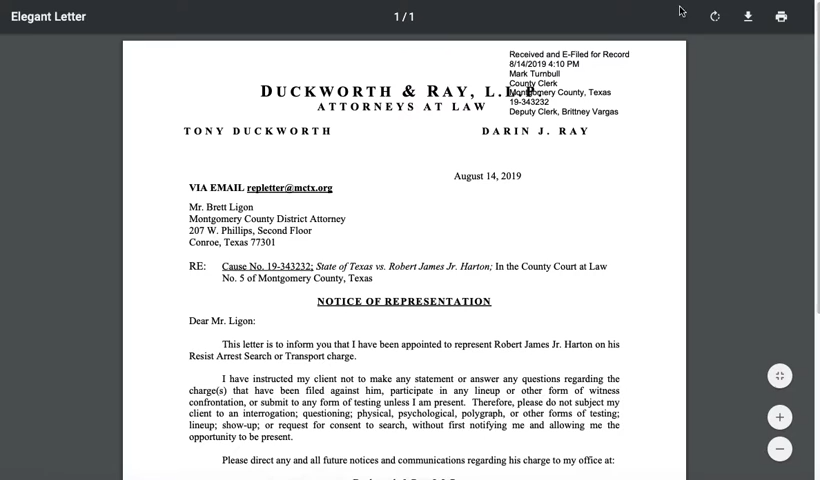 Elegant Letter
1 / 1
Received and E-Filed for Record
8/14/2019 4:10 PM
Mark Turnbull
County Clerk
Montgomery County, Texas
19-343232
Deputy Clerk, Brittney Vargas
DUCKWORTH & RAY, L.L.P.
ATTORNEYS AT LAW
TONY DUCKWORTH DARIN J. RAY
August 14, 2019
VIA EMAIL repletter@mctx.org
Mr. Brett Ligon
Montgomery County District Attorney
207 W. Phillips, Second Floor
Conroe, Texas 77301
RE: Cause No. 19-343232; State of Texas vs. Robert James Jr. Harton; In the County Court at Law
No. 5 of Montgomery County, Texas
NOTICE OF REPRESENTATION
Dear Mr. Ligon:
This letter is to inform you that I have been appointed to represent Robert James Jr. Harton on his
Resist Arrest Search or Transport charge.
I have instructed my client not to make any statement or answer any questions regarding the
charge(s) that have been filed against him, participate in any lineup or other form of witness
confrontation, or submit to any form of testing unless I am present. Therefore, please do not subject my
client to an interrogation; questioning; physical, psychological, polygraph, or other forms of testing;
lineup; show-up; or request for consent to search, without first notifying me and allowing me the
opportunity to be present.
Please direct any and all future notices and communications regarding his charge to my office at: